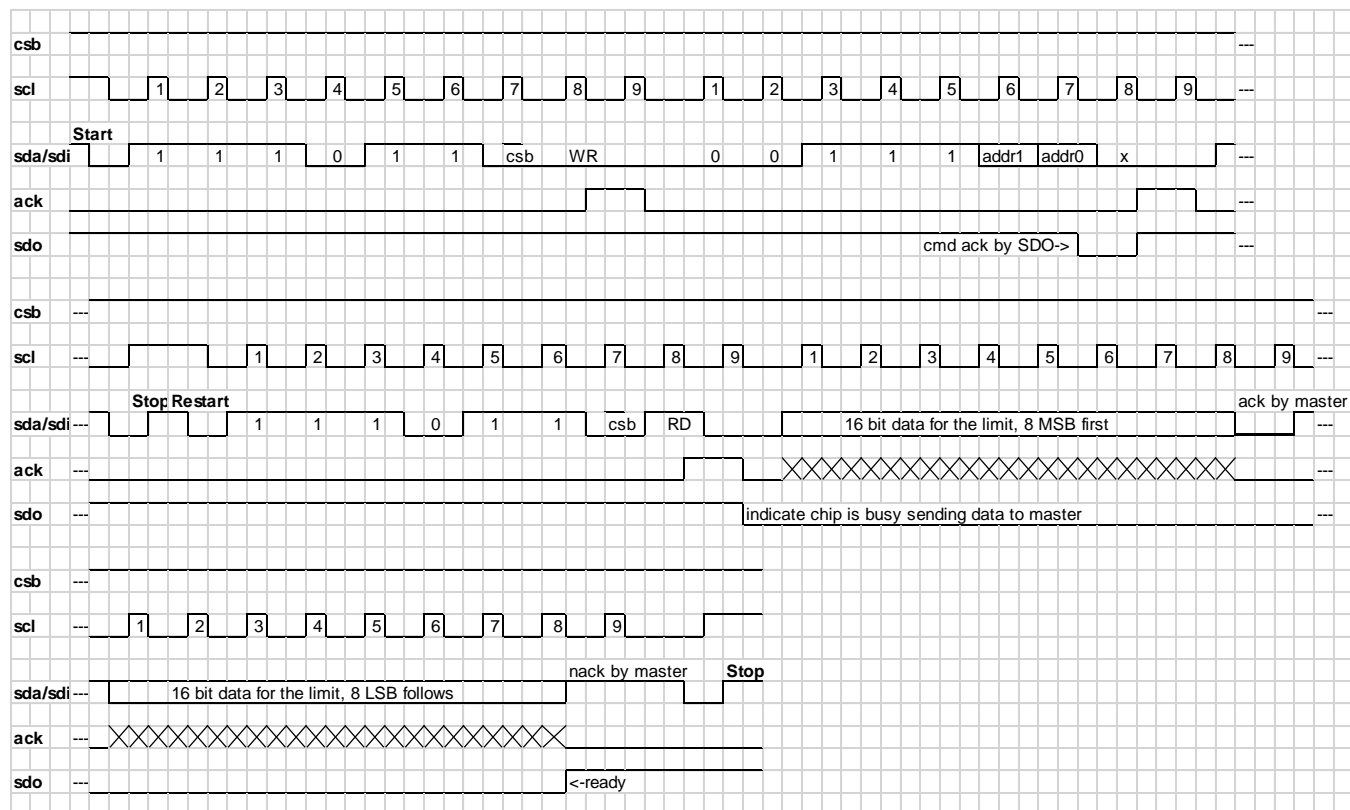 csb ---
scl 1 2 3 4 5 6 7 8 9 1 2 3 4 5 6 7 8 9 ---
Start
sda/sdi 1 1 1 0 1 1 csb WR 0 0 1 1 1 addr1 addr0 x ---
ack ---
sdo cmd ack by SDO-> ---
csb --- ---
scl --- 1 2 3 4 5 6 7 8 9 1 2 3 4 5 6 7 8 9 ---
Stop Restart ack by master
sda/sdi --- 1 1 1 0 1 1 csb RD 16 bit data for the limit, 8 MSB first ---
ack --- ---
sdo --- indicate chip is busy sending data to master ---
csb ---
scl --- 1 2 3 4 5 6 7 8 9
nack by master Stop
sda/sdi --- 16 bit data for the limit, 8 LSB follows
ack ---
sdo --- <-ready